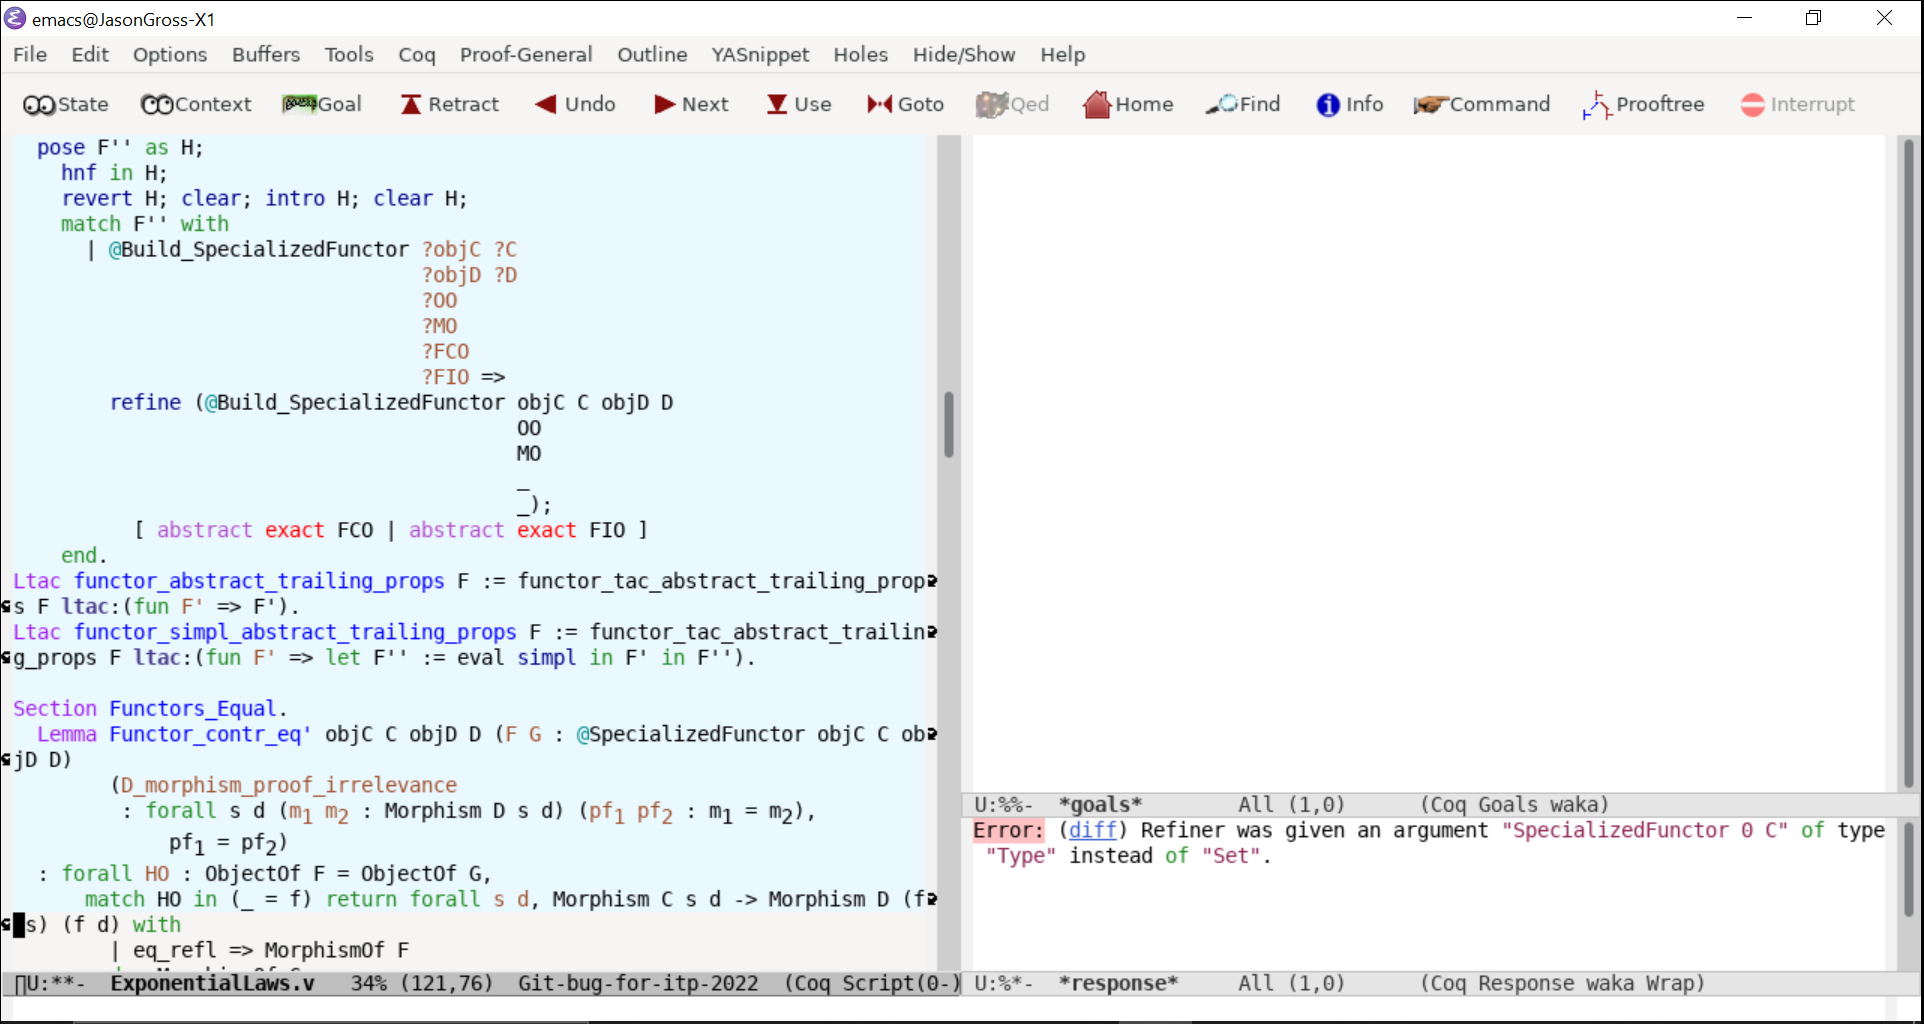 emacs@JasonGross-X1
File Edit Options Buffers Tools Coq Proof-General Outline YASnippet Holes Hide/Show Help
State Context Goal Retract Undo Next Use Goto Qed Home Find Info Command Prooftree Interrupt
pose F'' as H;
hnf in H;
revert H; clear; intro H; clear H;
match F'' with
| @Build_SpecializedFunctor ?objC ?C
?objD ?D
?OO
?MO
?FCO
?FIO =>
refine (@Build_SpecializedFunctor objC C objD D
OO
MO
_
_);
[ abstract exact FCO | abstract exact FIO ]
end.
Ltac functor_abstract_trailing_props F := functor_tac_abstract_trailing_prop
s F ltac:(fun F' => F').
Ltac functor_simpl_abstract_trailing_props F := functor_tac_abstract_trailin
g_props F ltac:(fun F' => let F'' := eval simpl in F' in F'').
Section Functors_Equal.
Lemma Functor_contr_eq' objC C objD D (F G : @SpecializedFunctor objC C ob
jD D)
(D_morphism_proof_irrelevance
: forall s d (m₁ m₂ : Morphism D s d) (pf₁ pf₂ : m₁ = m₂),
pf₁ = pf₂)
: forall HO : ObjectOf F = ObjectOf G,
match HO in (_ = f) return forall s d, Morphism C s d -> Morphism D (f
s) (f d) with
| eq_refl => MorphismOf F
U:**- ExponentialLaws.v 34% (121,76) Git-bug-for-itp-2022 (Coq Script(0-)
U:%%- *goals* All (1,0) (Coq Goals waka)
Error: (diff) Refiner was given an argument "SpecializedFunctor 0 C" of type
"Type" instead of "Set".
U:%*- *response* All (1,0) (Coq Response waka Wrap)